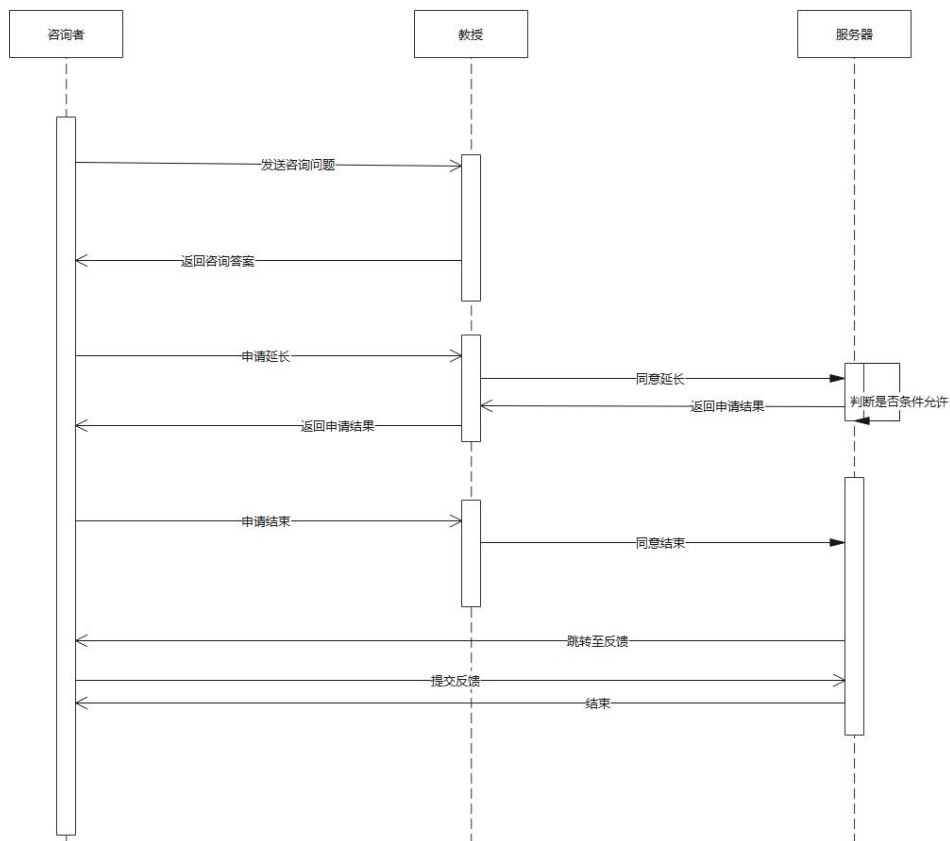 咨询者
教授
服务器
发送咨询问题
返回咨询答案
申请延长
同意延长
判断是否条件允许
返回申请结果
返回申请结果
申请结束
同意结束
跳转至反馈
提交反馈
结束